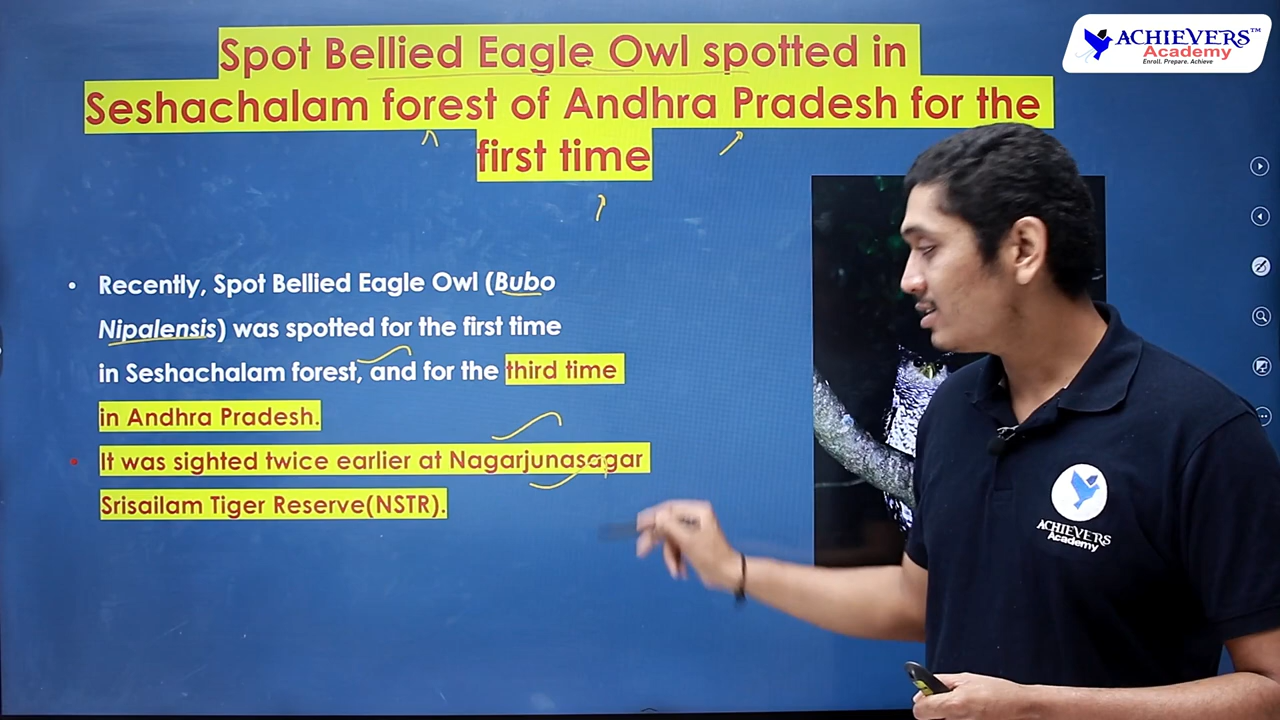 Spot Bellied Eagle Owl spotted in
Seshachalam forest of Andhra Pradesh for the
first time
ACHIEVERS™
Academy
Enroll. Prepare. Achieve
• Recently, Spot Bellied Eagle Owl (Bubo
Nipalensis) was spotted for the first time
in Seshachalam forest, and for the third time
in Andhra Pradesh.
• It was sighted twice earlier at Nagarjunasagar
Srisailam Tiger Reserve(NSTR).
ACHIEVERS
Academy